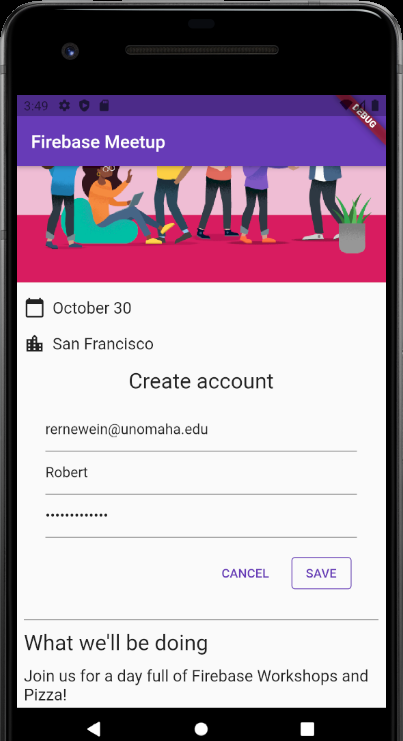 3:49
DEBUG
Firebase Meetup
October 30
San Francisco
Create account
rernewein@unomaha.edu
Robert
•••••••••••••
CANCEL SAVE
What we'll be doing
Join us for a day full of Firebase Workshops and
Pizza!